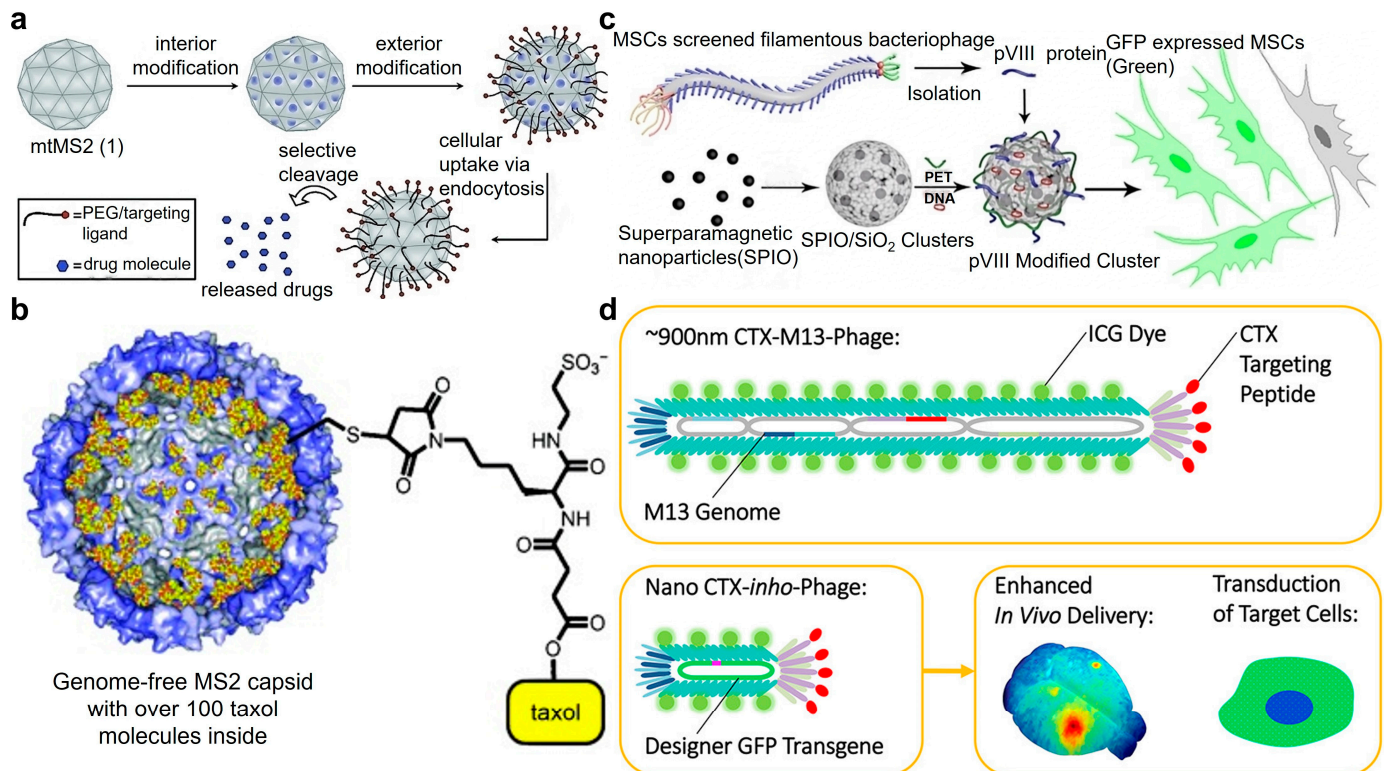 a
interior
modification
exterior
modification
mtMS2 (1)
selective
cleavage
cellular
uptake via
endocytosis
=PEG/targeting
ligand
=drug molecule
released drugs
b
SO3−
S
O
N
O
HN
O
NH
O
O
O
taxol
Genome-free MS2 capsid
with over 100 taxol
molecules inside
c
MSCs screened filamentous bacteriophage
Isolation
pVIII protein
GFP expressed MSCs
(Green)
Superparamagnetic
nanoparticles(SPIO)
SPIO/SiO2 Clusters
PET
DNA
pVIII Modified Cluster
d
~900nm CTX-M13-Phage:
ICG Dye
CTX
Targeting
Peptide
M13 Genome
Nano CTX-inho-Phage:
Designer GFP Transgene
Enhanced
In Vivo Delivery:
Transduction
of Target Cells: